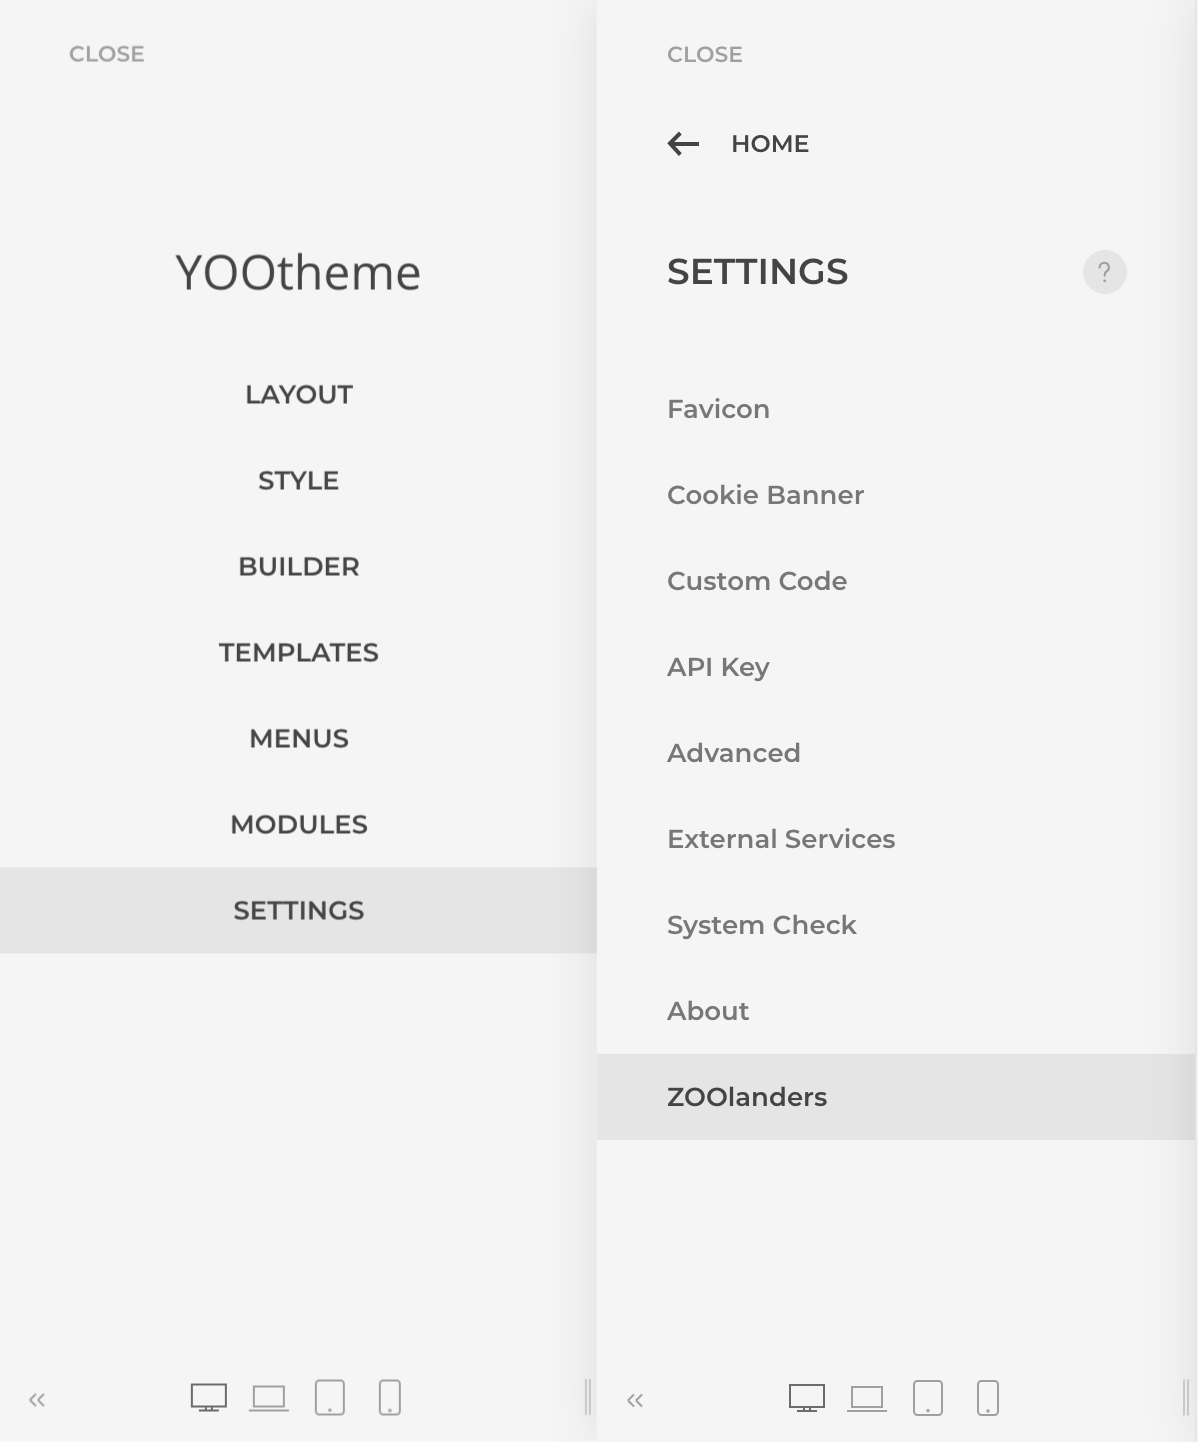 CLOSE
YOOtheme
LAYOUT
STYLE
BUILDER
TEMPLATES
MENUS
MODULES
SETTINGS
CLOSE
HOME
SETTINGS
?
Favicon
Cookie Banner
Custom Code
API Key
Advanced
External Services
System Check
About
ZOOlanders